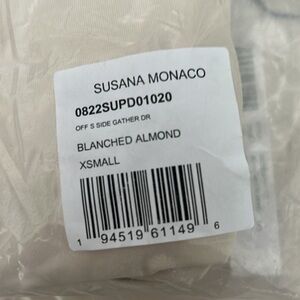 SUSANA MONACO
0822SUPD01020
OFF S SIDE GATHER DR
BLANCHED ALMOND
XSMALL
1 94519 61149 6